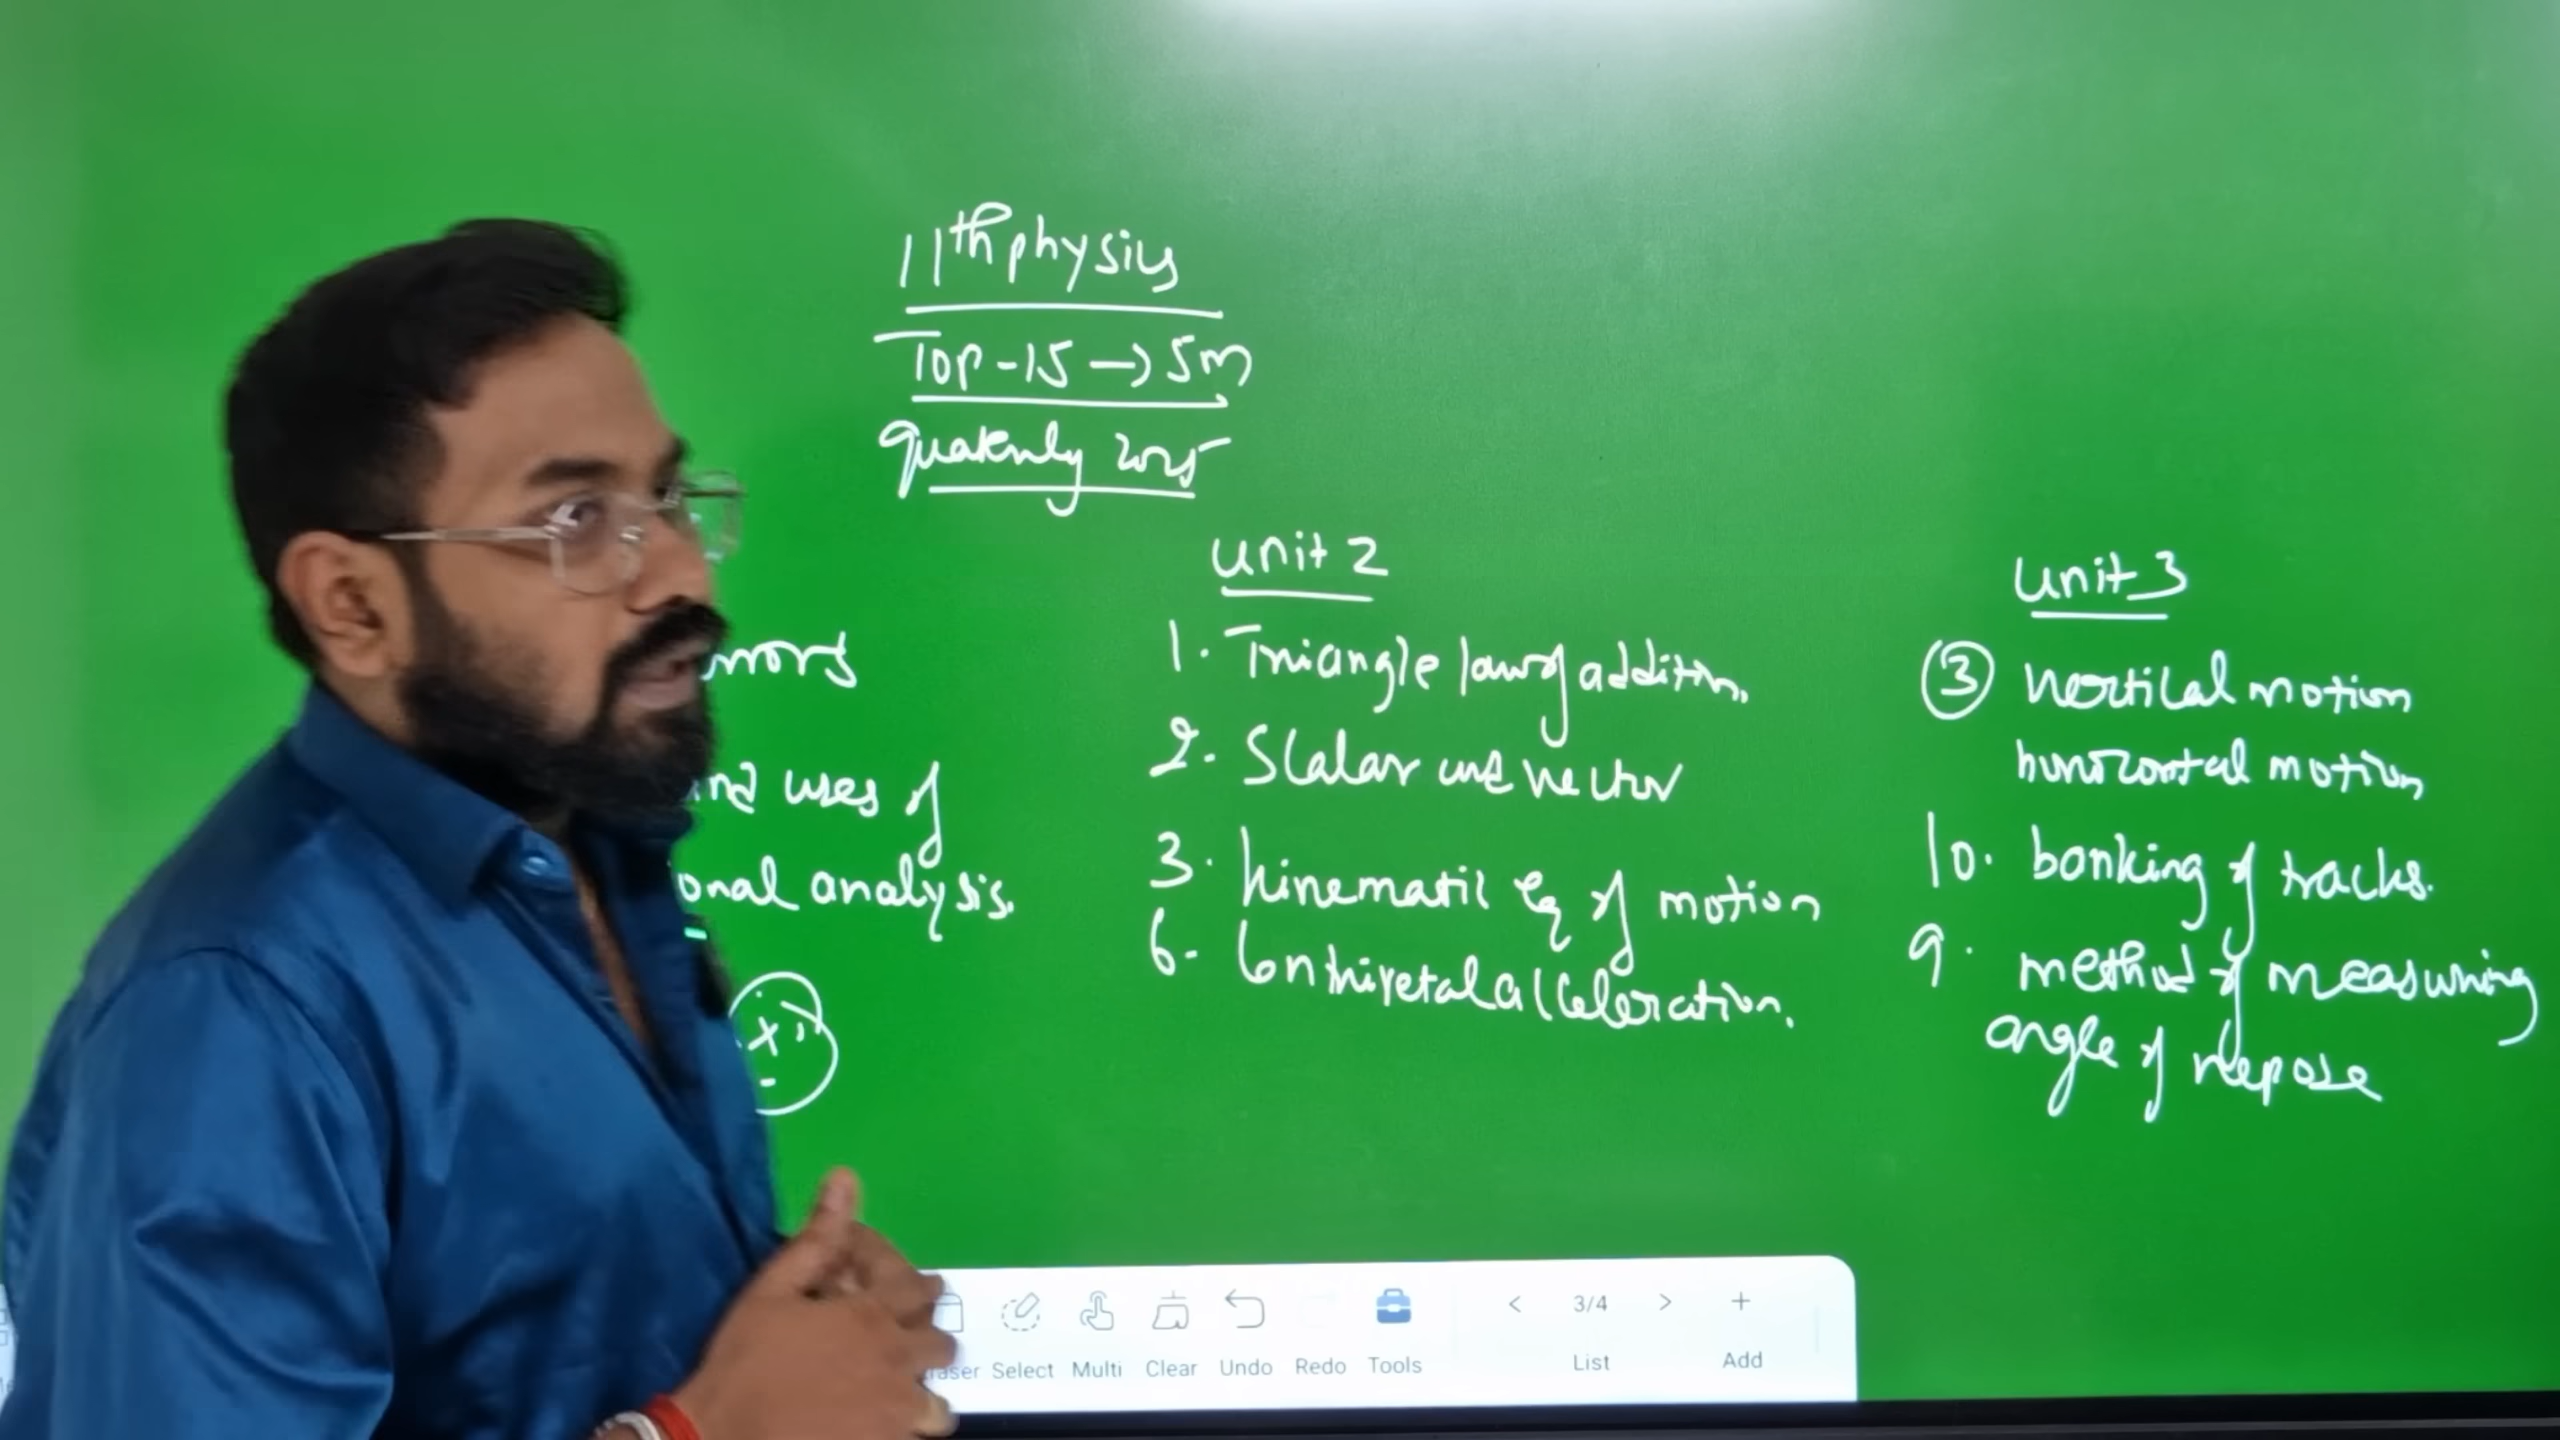 11th physics
Top-15 → 5m
quaterly 2025
rrors
and uses of
onal analysis.
x
unit 2
1. Triangle law of addition.
2. Scalar and vector
3. kinematic Eq of motion
6. Centripetal acceleration.
unit 3
3 vertical motion
horizontal motion
10. banking of tracks.
9. method of measuring
angle of repose
Select Multi Clear Undo Redo Tools
< 3/4 > +
List Add